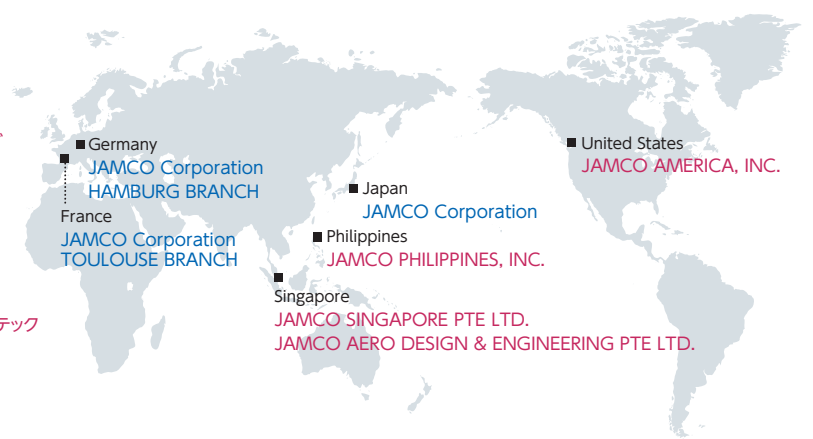 Germany
JAMCO Corporation
HAMBURG BRANCH
France
JAMCO Corporation
TOULOUSE BRANCH
Japan
JAMCO Corporation
Philippines
JAMCO PHILIPPINES, INC.
Singapore
JAMCO SINGAPORE PTE LTD.
JAMCO AERO DESIGN & ENGINEERING PTE LTD.
United States
JAMCO AMERICA, INC.
テック